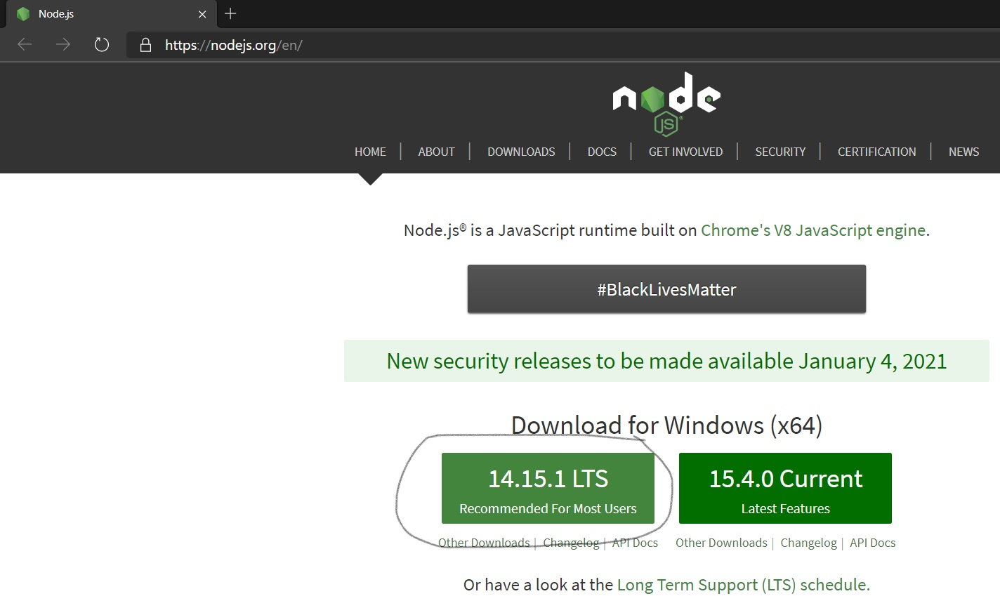 Node.js
https://nodejs.org/en/
node
JS®
HOME | ABOUT | DOWNLOADS | DOCS | GET INVOLVED | SECURITY | CERTIFICATION | NEWS
Node.js® is a JavaScript runtime built on Chrome's V8 JavaScript engine.
#BlackLivesMatter
New security releases to be made available January 4, 2021
Download for Windows (x64)
14.15.1 LTS
Recommended For Most Users
15.4.0 Current
Latest Features
Other Downloads | Changelog | API Docs
Other Downloads | Changelog | API Docs
Or have a look at the Long Term Support (LTS) schedule.